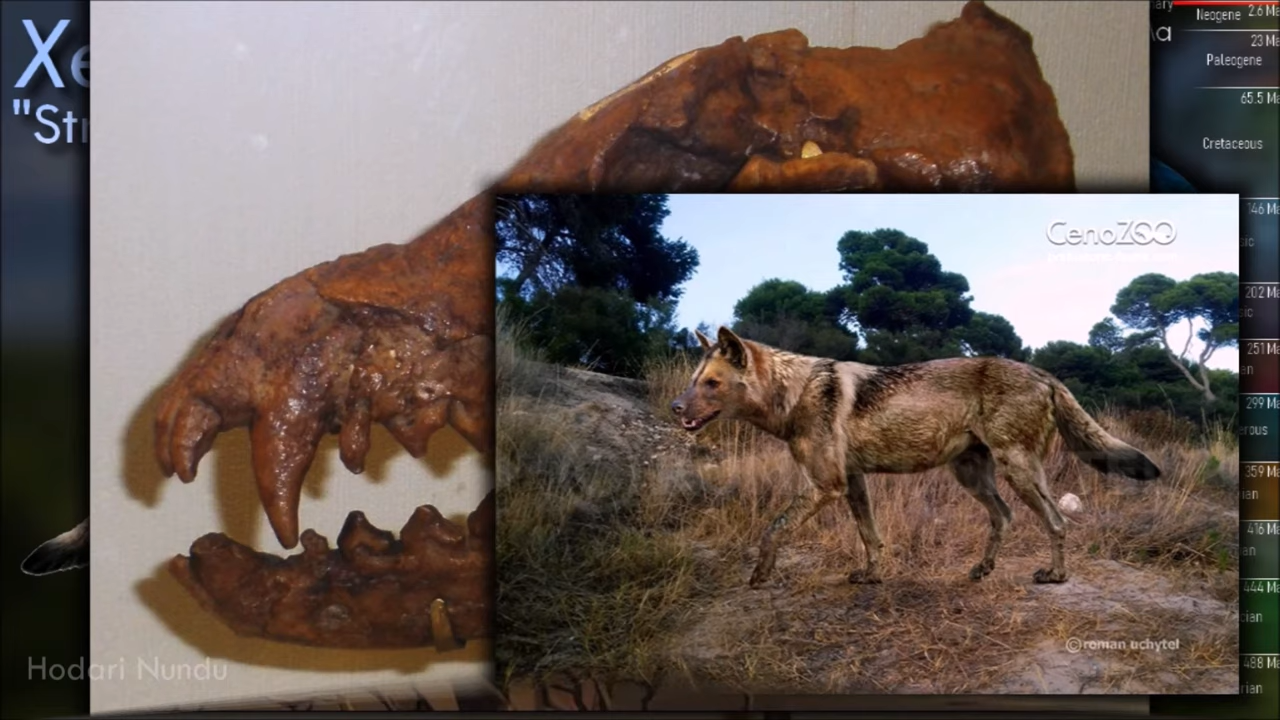 Xe
"Str
Neogene
2.6 Ma
23 Ma
Paleogene
65.5 Ma
Cretaceous
146 Ma
202 Ma
251 Ma
299 Ma
359 Ma
416 Ma
444 Ma
488 Ma
CenoZOO
©roman uchytel
Hodari Nundu